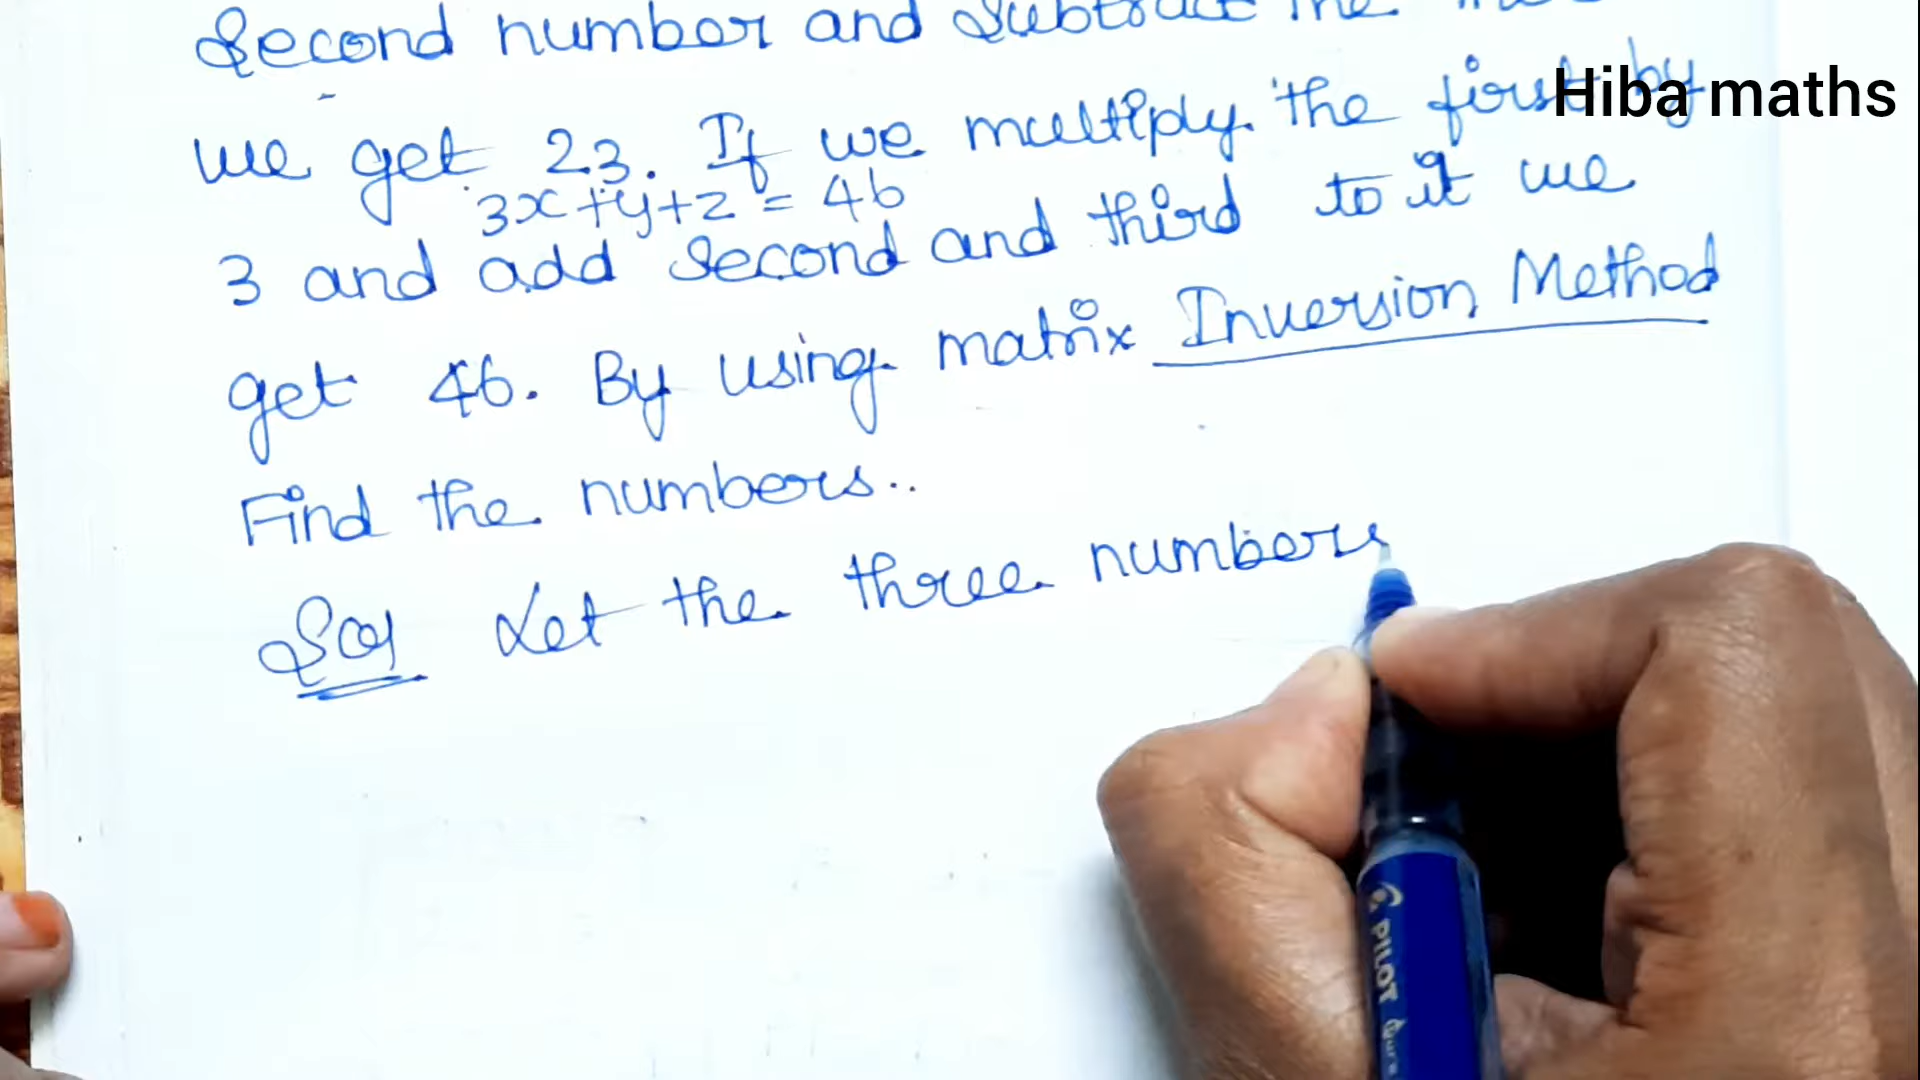 Second number and Subtract the
Hiba maths
we get 23. If we multiply the first by
3x+y+z = 46
3 and add Second and third to it we
get 46. By using matrix Inversion Method
Find the numbers..
Sol Let the three numbers
PILOT